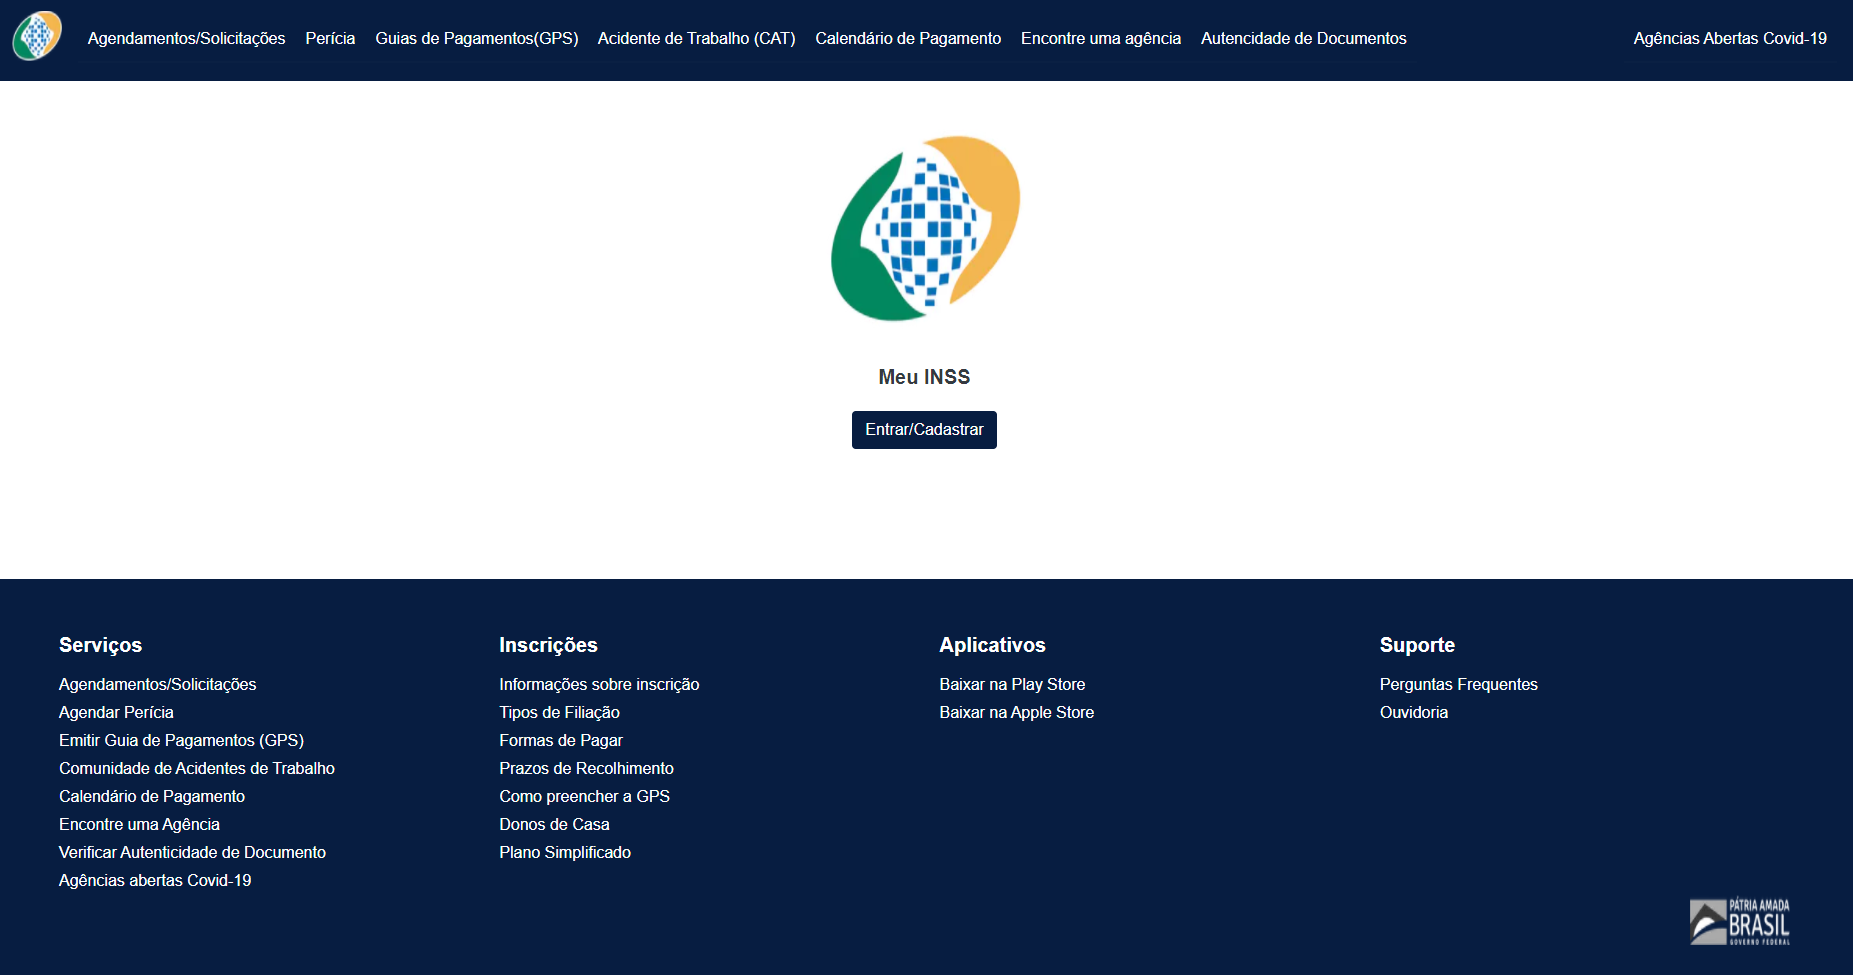 Agendamentos/Solicitações Perícia Guias de Pagamentos(GPS) Acidente de Trabalho (CAT) Calendário de Pagamento Encontre uma agência Autencidade de Documentos Agências Abertas Covid-19
Meu INSS
Entrar/Cadastrar
Serviços
Agendamentos/Solicitações
Agendar Perícia
Emitir Guia de Pagamentos (GPS)
Comunidade de Acidentes de Trabalho
Calendário de Pagamento
Encontre uma Agência
Verificar Autenticidade de Documento
Agências abertas Covid-19
Inscrições
Informações sobre inscrição
Tipos de Filiação
Formas de Pagar
Prazos de Recolhimento
Como preencher a GPS
Donos de Casa
Plano Simplificado
Aplicativos
Baixar na Play Store
Baixar na Apple Store
Suporte
Perguntas Frequentes
Ouvidoria
PÁTRIA AMADA
BRASIL
GOVERNO FEDERAL